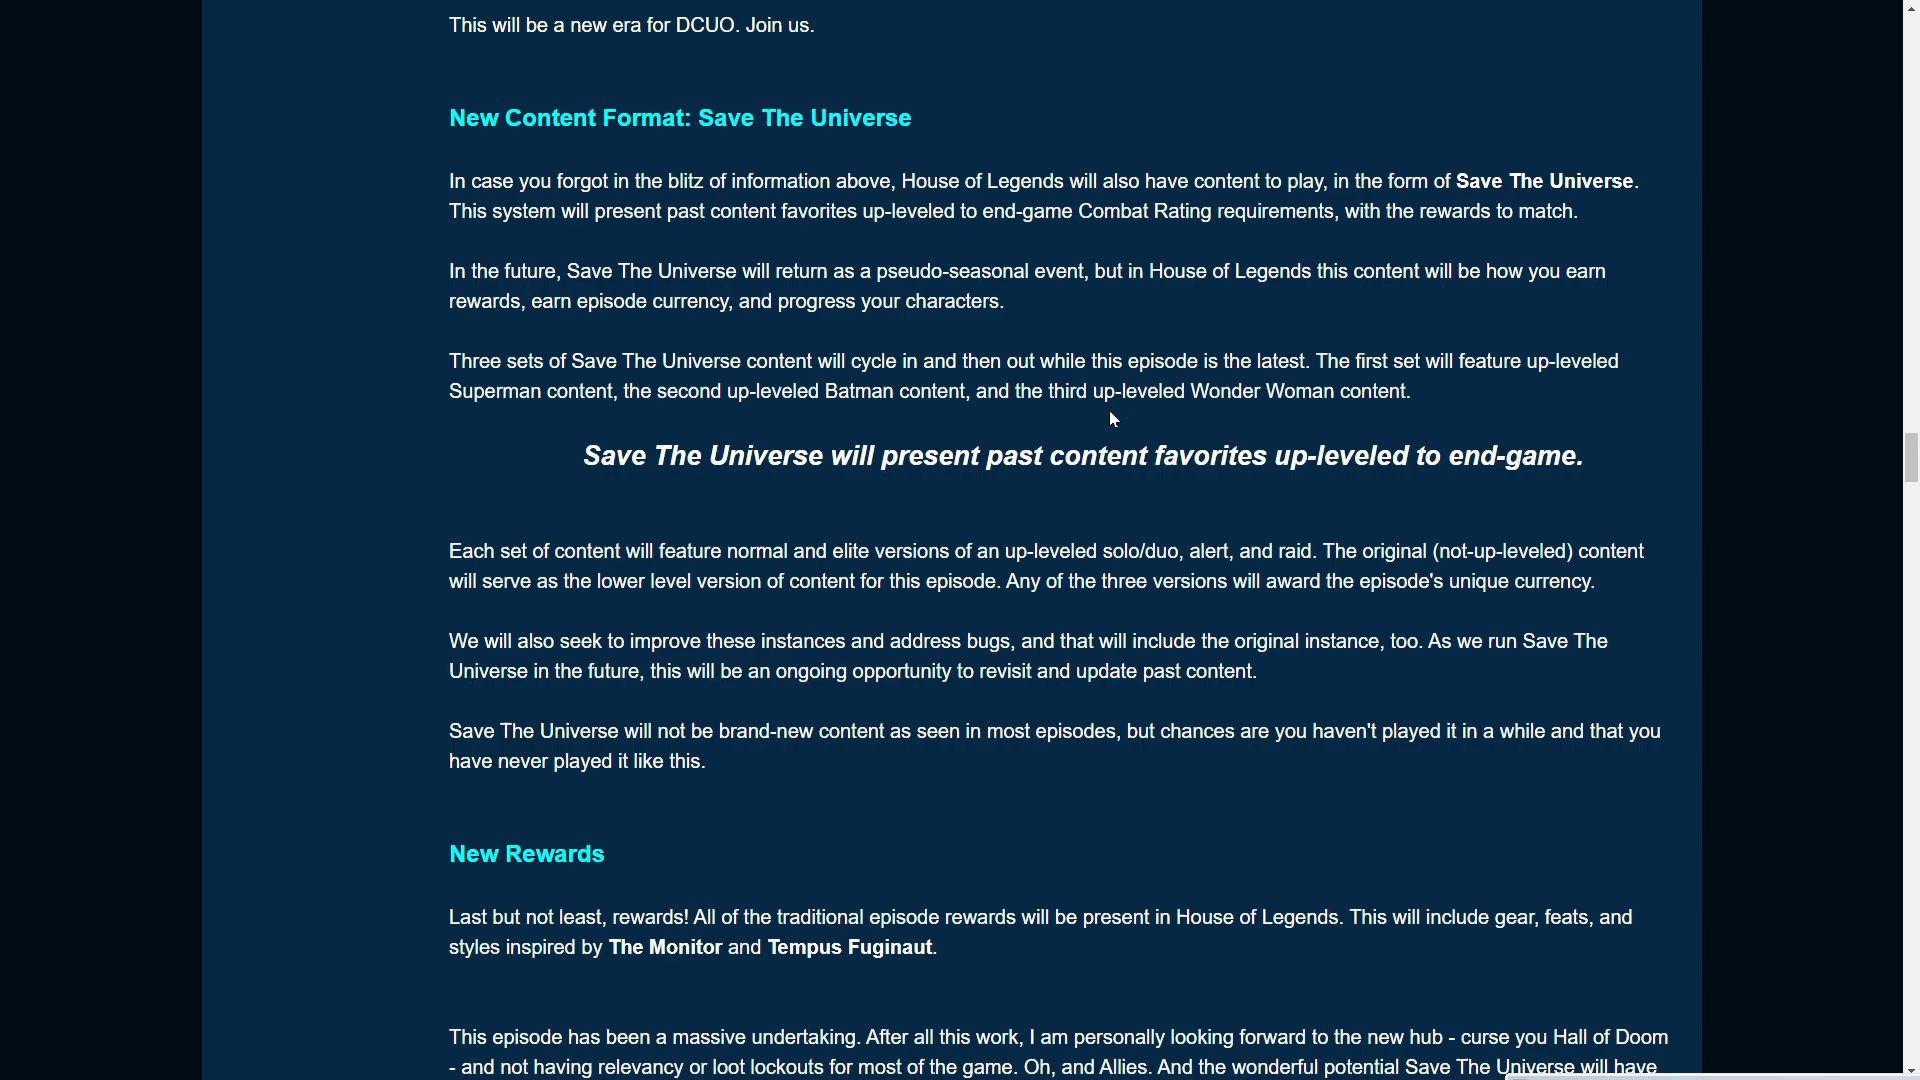 This will be a new era for DCUO. Join us.
New Content Format: Save The Universe
In case you forgot in the blitz of information above, House of Legends will also have content to play, in the form of Save The Universe.
This system will present past content favorites up-leveled to end-game Combat Rating requirements, with the rewards to match.
In the future, Save The Universe will return as a pseudo-seasonal event, but in House of Legends this content will be how you earn
rewards, earn episode currency, and progress your characters.
Three sets of Save The Universe content will cycle in and then out while this episode is the latest. The first set will feature up-leveled
Superman content, the second up-leveled Batman content, and the third up-leveled Wonder Woman content.
Save The Universe will present past content favorites up-leveled to end-game.
Each set of content will feature normal and elite versions of an up-leveled solo/duo, alert, and raid. The original (not-up-leveled) content
will serve as the lower level version of content for this episode. Any of the three versions will award the episode's unique currency.
We will also seek to improve these instances and address bugs, and that will include the original instance, too. As we run Save The
Universe in the future, this will be an ongoing opportunity to revisit and update past content.
Save The Universe will not be brand-new content as seen in most episodes, but chances are you haven't played it in a while and that you
have never played it like this.
New Rewards
Last but not least, rewards! All of the traditional episode rewards will be present in House of Legends. This will include gear, feats, and
styles inspired by The Monitor and Tempus Fuginaut.
This episode has been a massive undertaking. After all this work, I am personally looking forward to the new hub - curse you Hall of Doom
- and not having relevancy or loot lockouts for most of the game. Oh, and Allies. And the wonderful potential Save The Universe will have